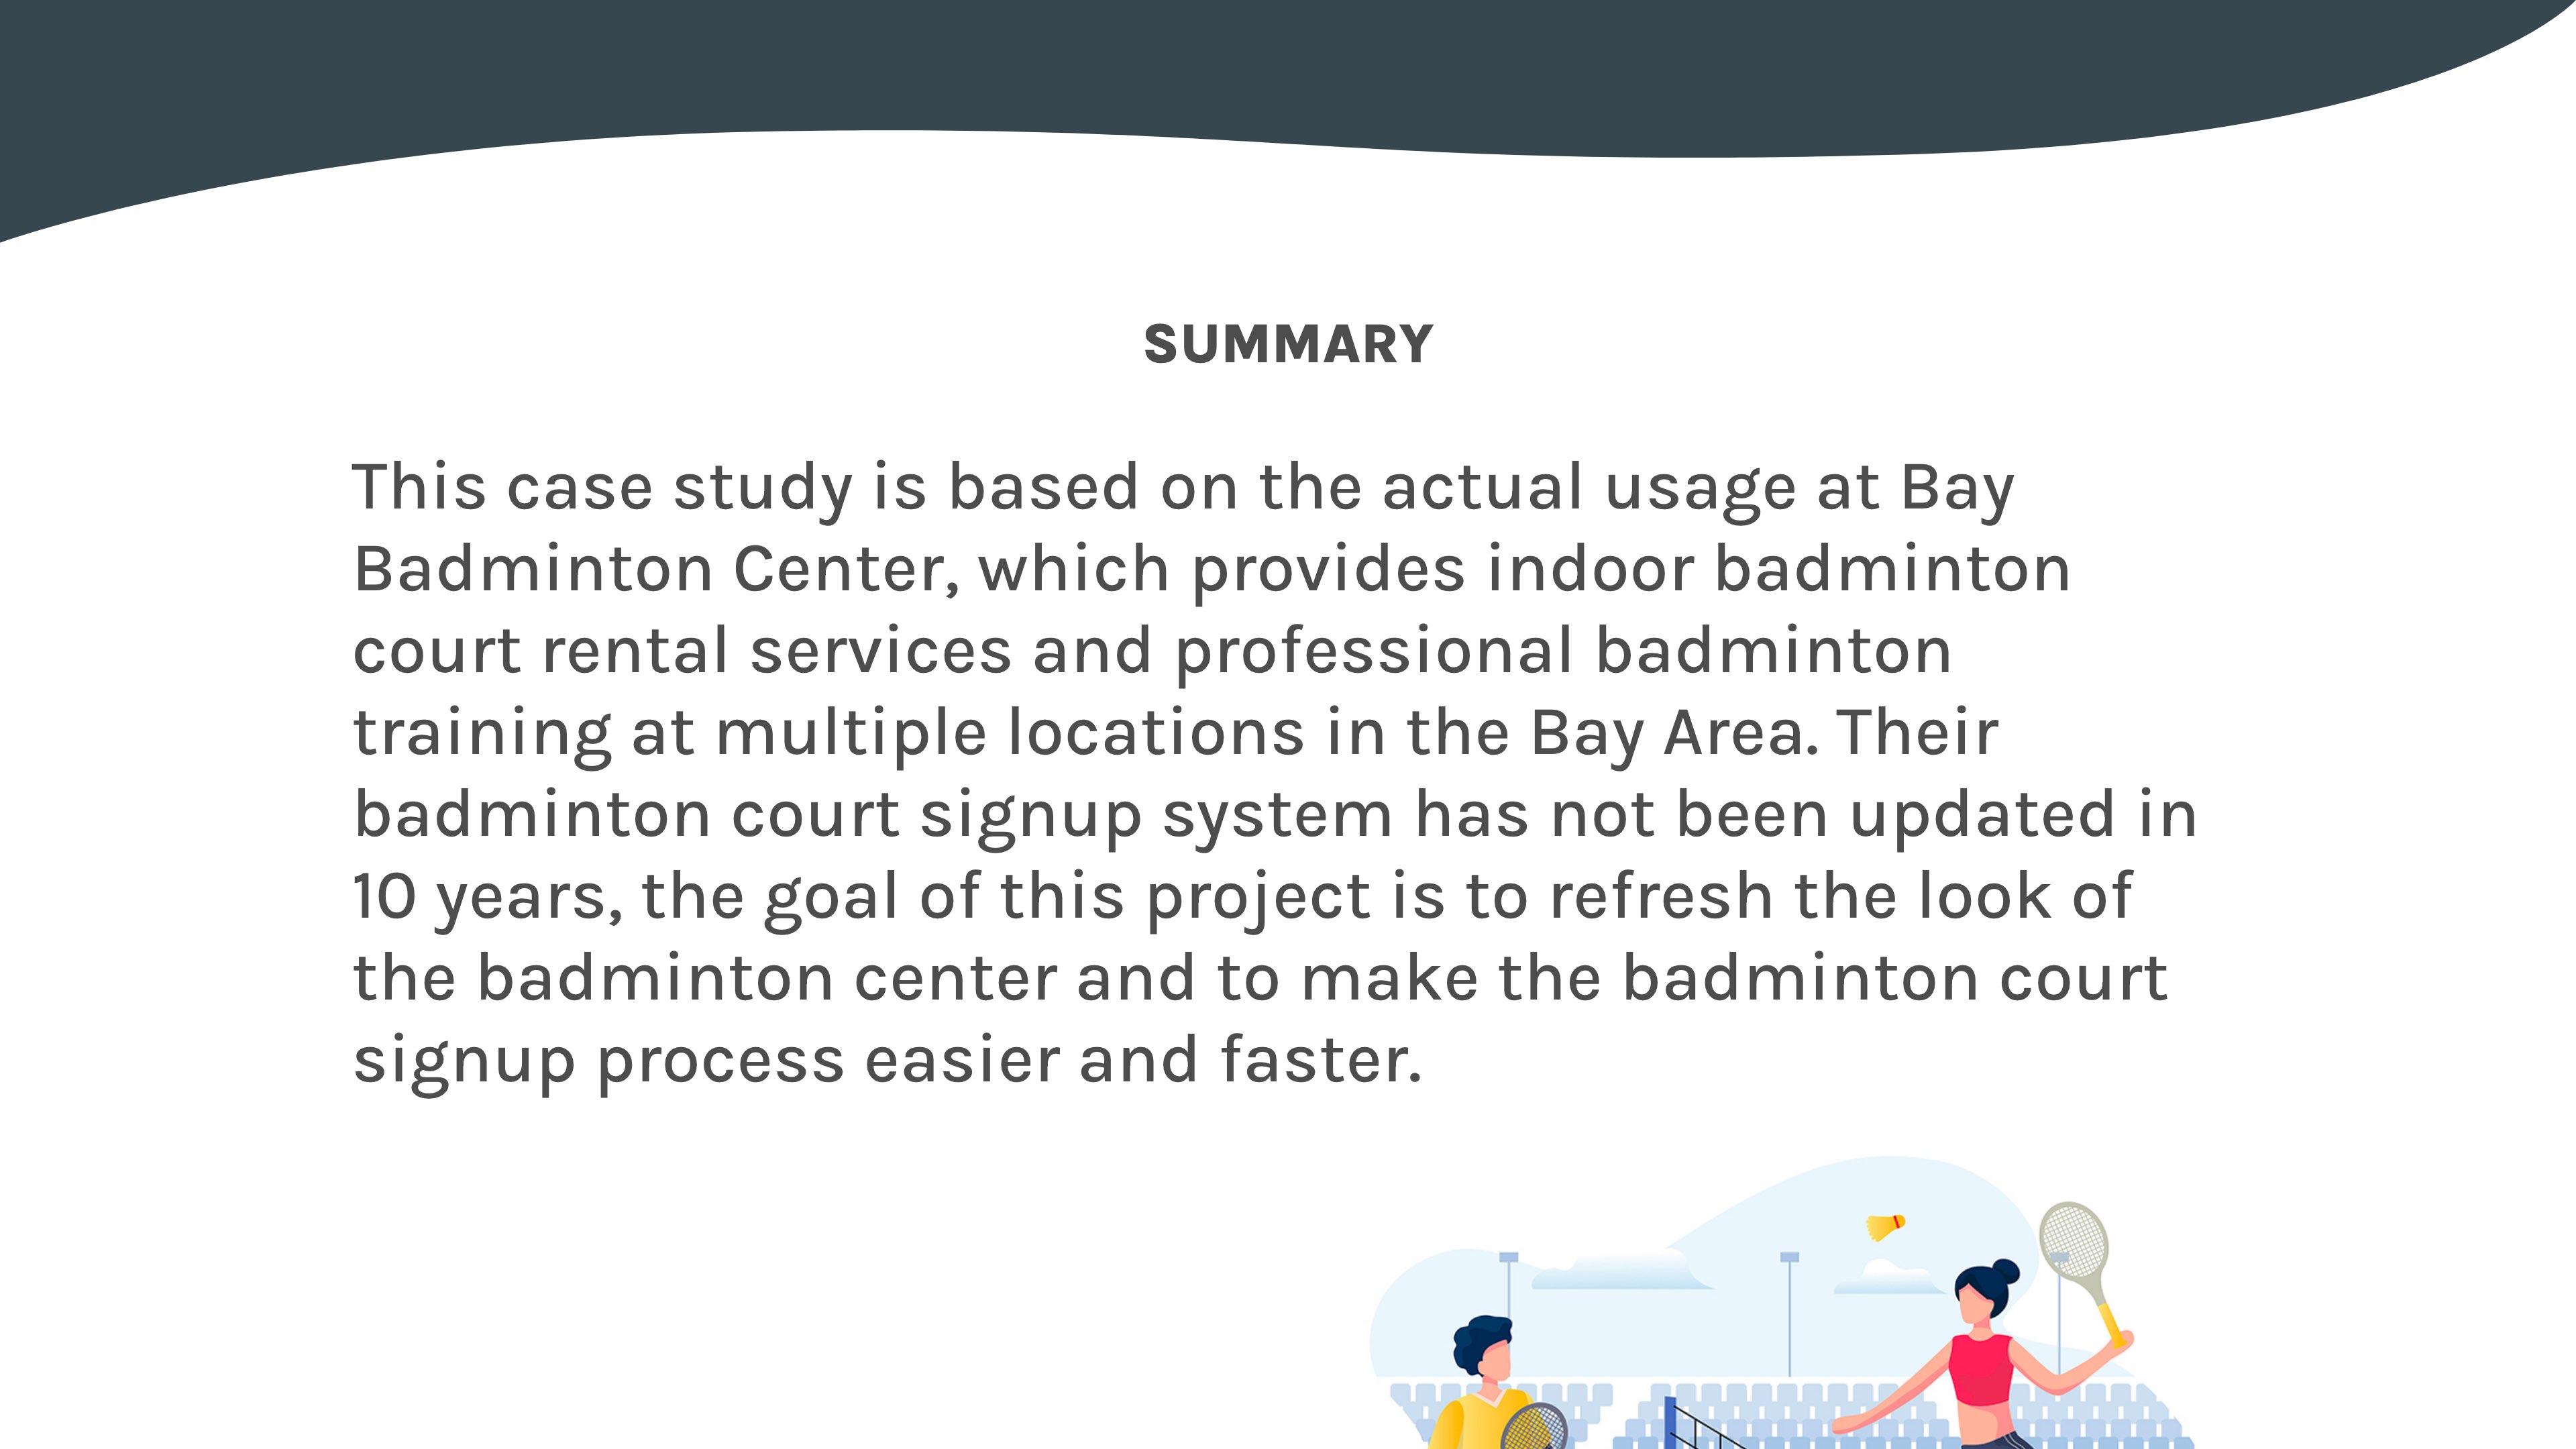 SUMMARY
This case study is based on the actual usage at Bay
Badminton Center, which provides indoor badminton
court rental services and professional badminton
training at multiple locations in the Bay Area. Their
badminton court signup system has not been updated in
10 years, the goal of this project is to refresh the look of
the badminton center and to make the badminton court
signup process easier and faster.